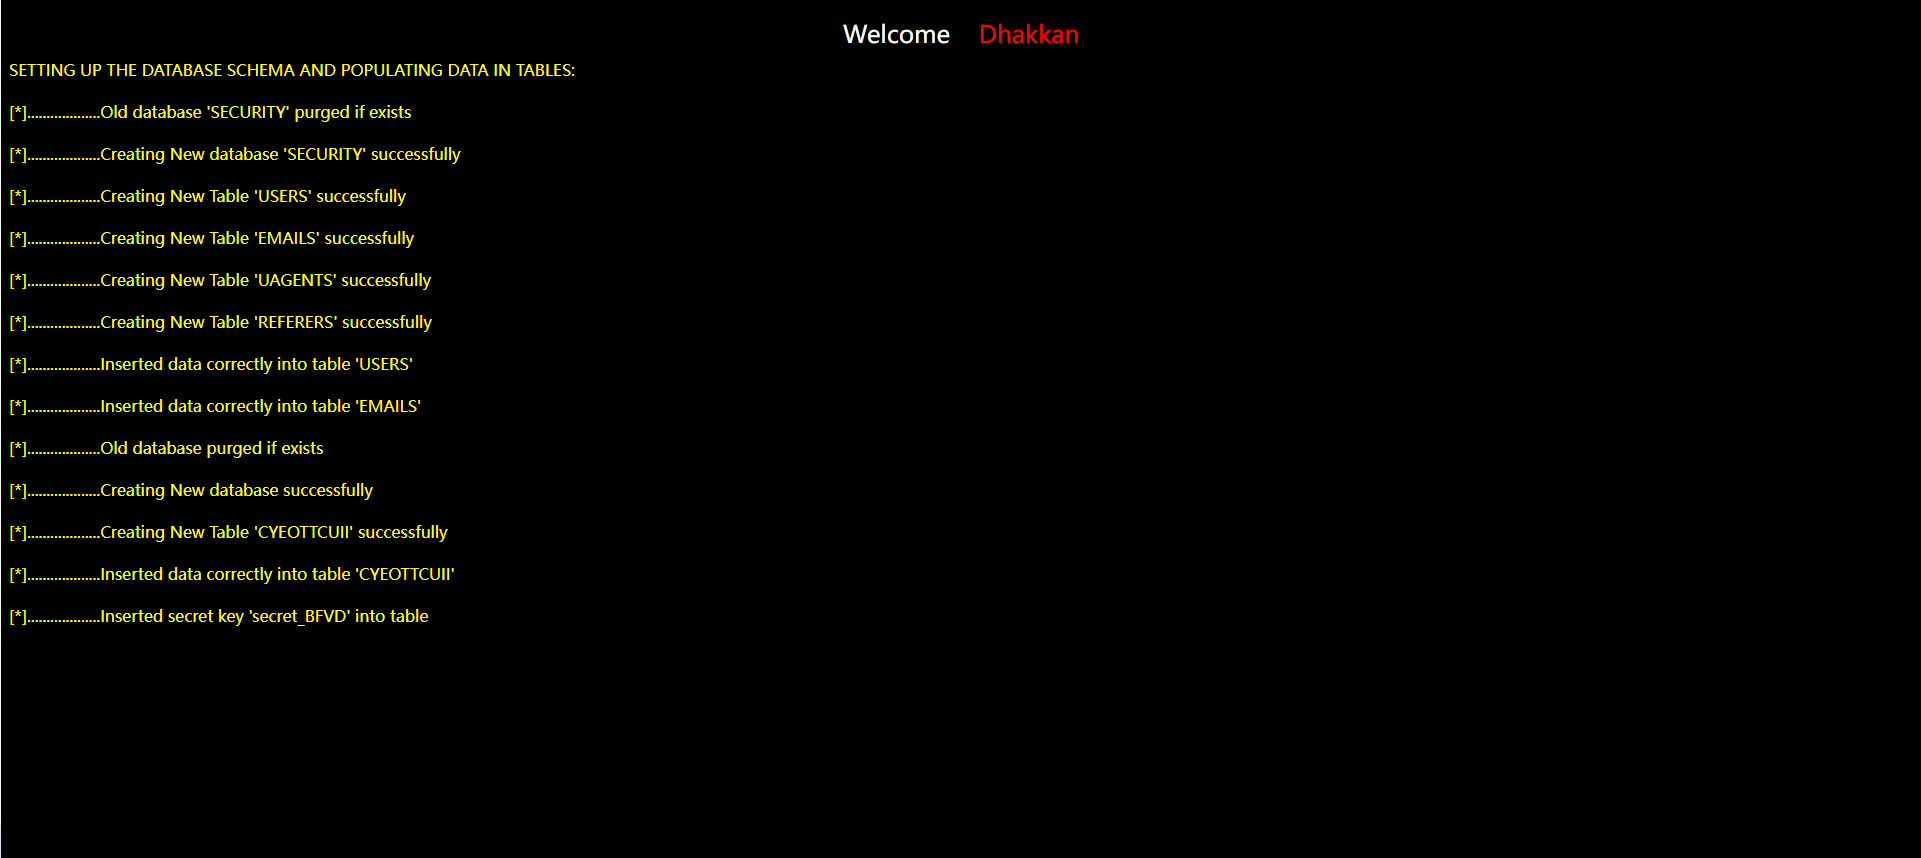 Welcome Dhakkan
SETTING UP THE DATABASE SCHEMA AND POPULATING DATA IN TABLES:
[*]...................Old database 'SECURITY' purged if exists
[*]...................Creating New database 'SECURITY' successfully
[*]...................Creating New Table 'USERS' successfully
[*]...................Creating New Table 'EMAILS' successfully
[*]...................Creating New Table 'UAGENTS' successfully
[*]...................Creating New Table 'REFERERS' successfully
[*]...................Inserted data correctly into table 'USERS'
[*]...................Inserted data correctly into table 'EMAILS'
[*]...................Old database purged if exists
[*]...................Creating New database successfully
[*]...................Creating New Table 'CYEOTTCUII' successfully
[*]...................Inserted data correctly into table 'CYEOTTCUII'
[*]...................Inserted secret key 'secret_BFVD' into table